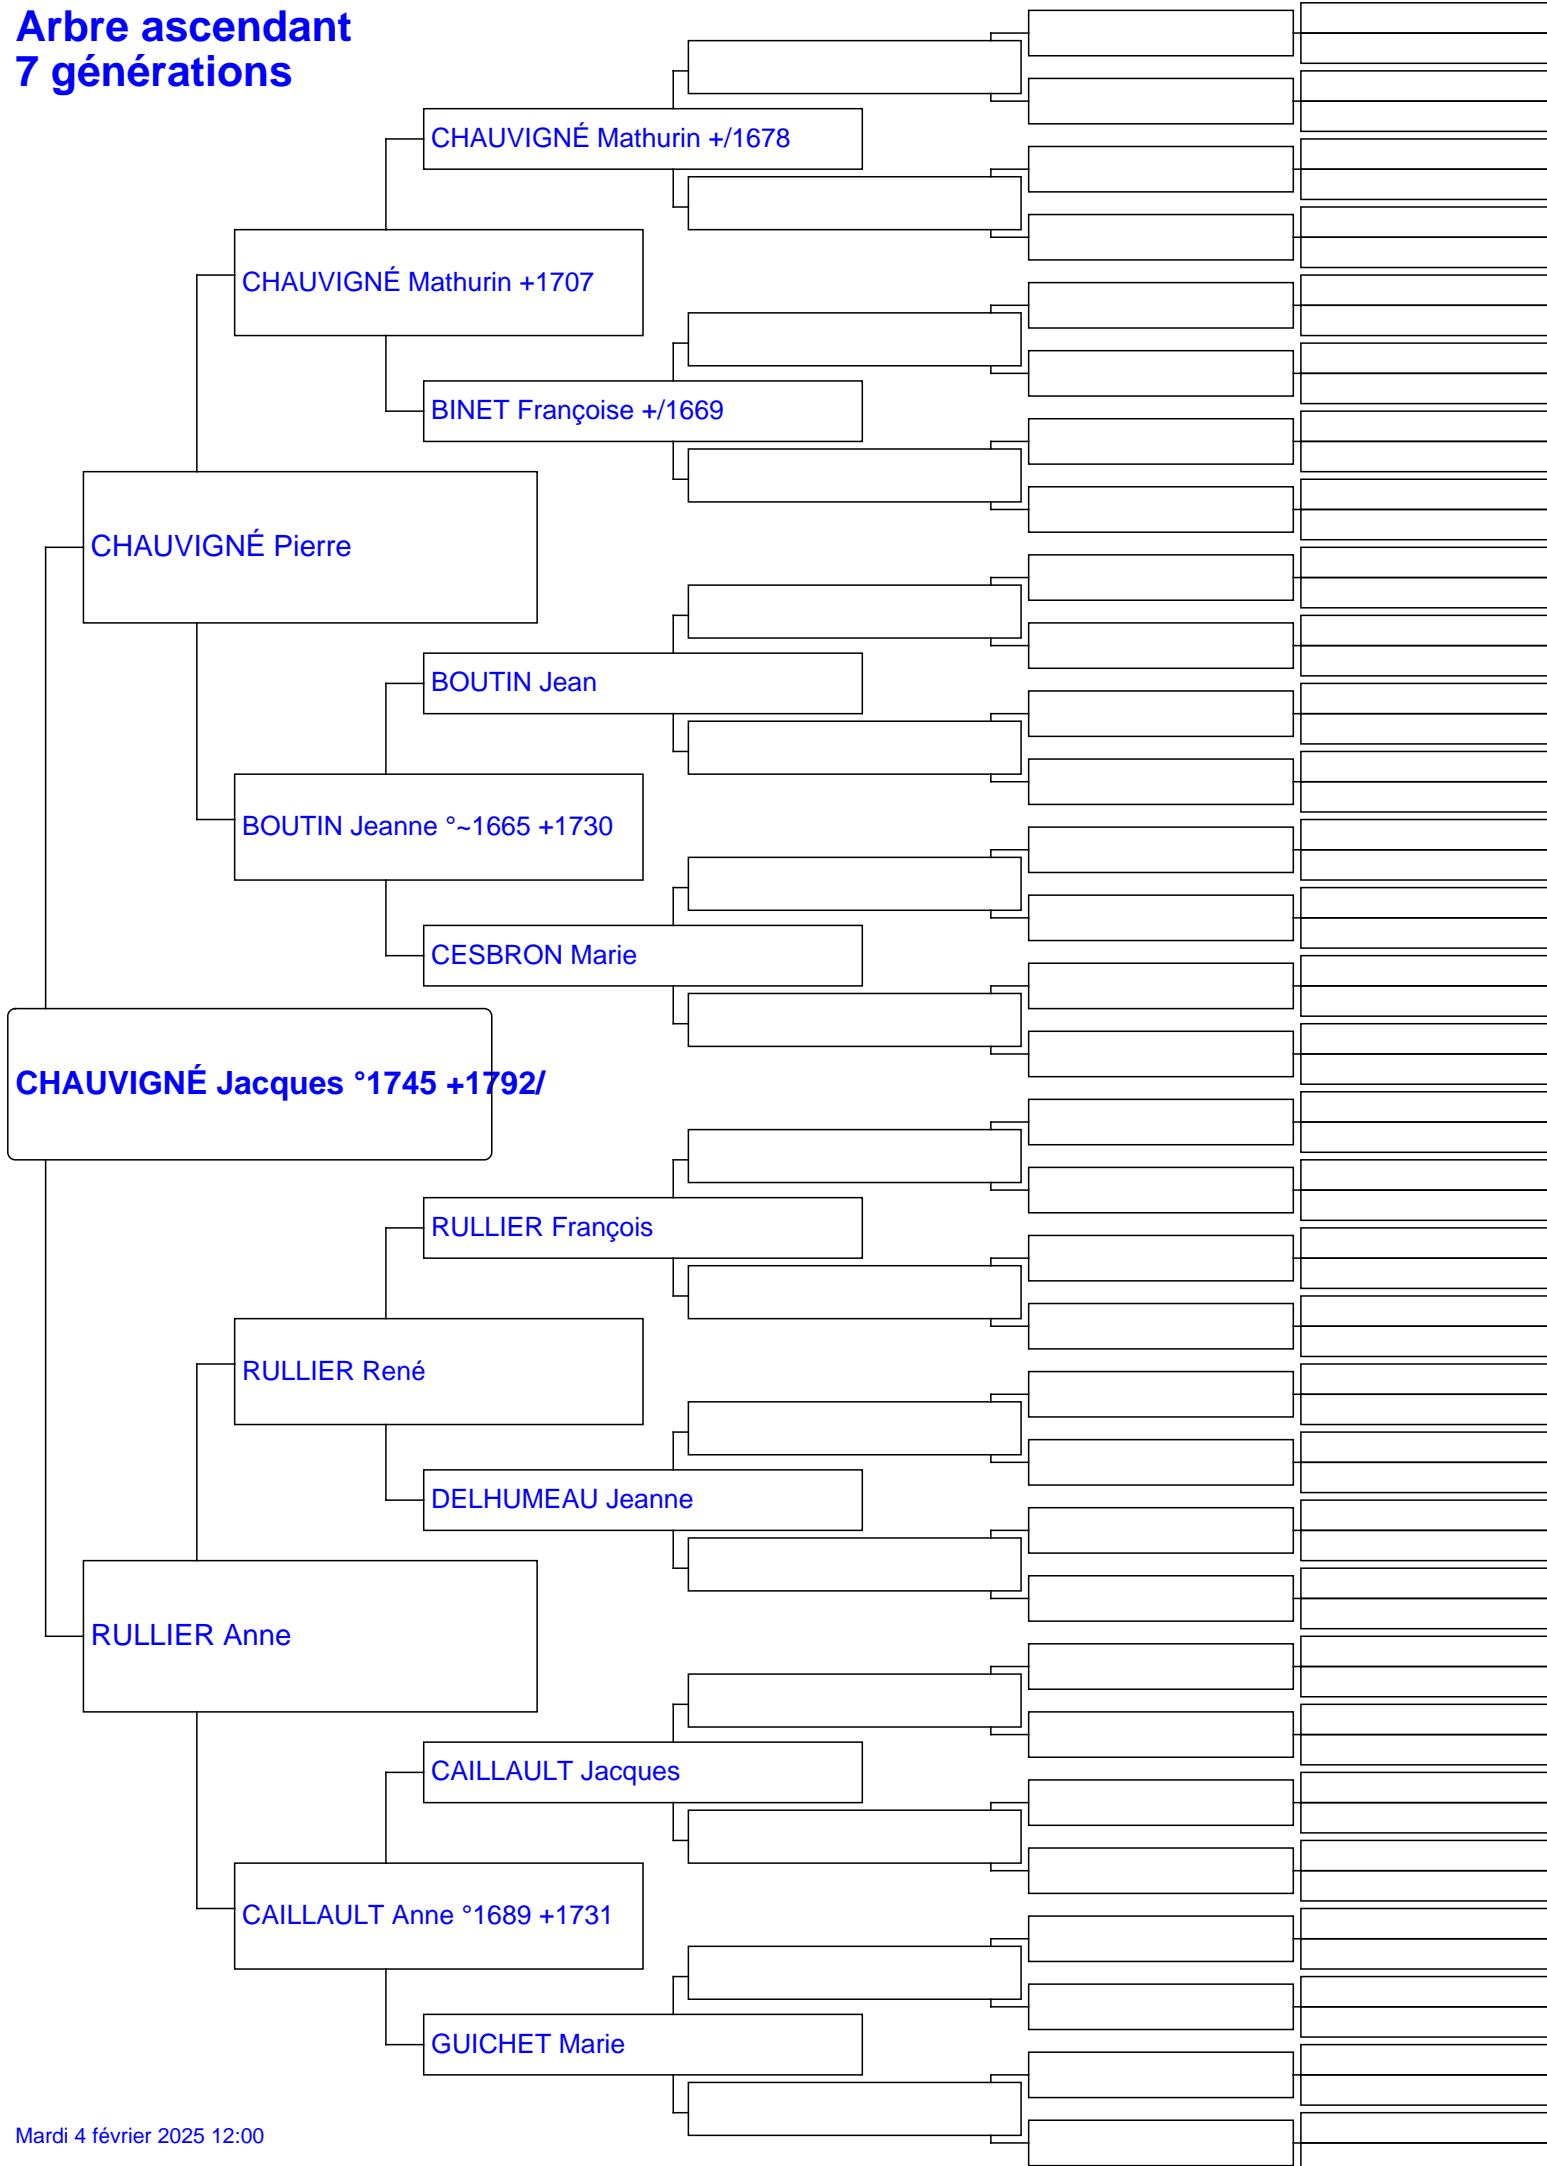 Arbre ascendant
7 générations
CHAUVIGNÉ Mathurin +/1678
CHAUVIGNÉ Mathurin +1707
BINET Françoise +/1669
CHAUVIGNÉ Pierre
BOUTIN Jean
BOUTIN Jeanne °~1665 +1730
CESBRON Marie
CHAUVIGNÉ Jacques °1745 +1792/
RULLIER François
RULLIER René
DELHUMEAU Jeanne
RULLIER Anne
CAILLAULT Jacques
CAILLAULT Anne °1689 +1731
GUICHET Marie
Mardi 4 février 2025 12:00